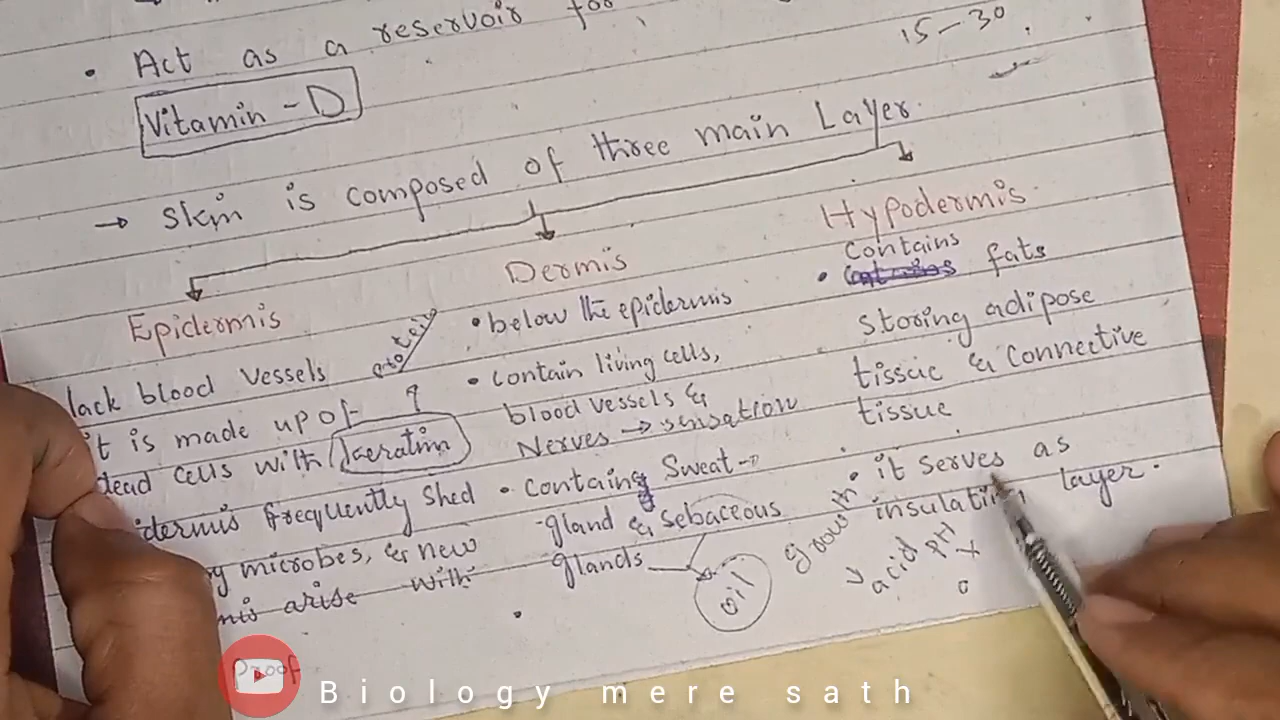 • Act as a reservoir for
Vitamin - D
15 - 30.
→ Skin is composed of three main Layer.
Epidermis
lack blood vessels
protein
it is made up of
dead cells with keratin
idermis frequently shed
microbes, & new
arise with
Proof
Dermis
• below the epidermis
• contain living cells,
blood vessels &
Nerves → sensation
• containg Sweat -
-gland & sebaceous
glands
oil
•
Hypodermis.
contains
• fats
storing adipose
tissue & Connective
tissue
• it serves as
insulation layer.
growth
acid pH
Biology mere sath